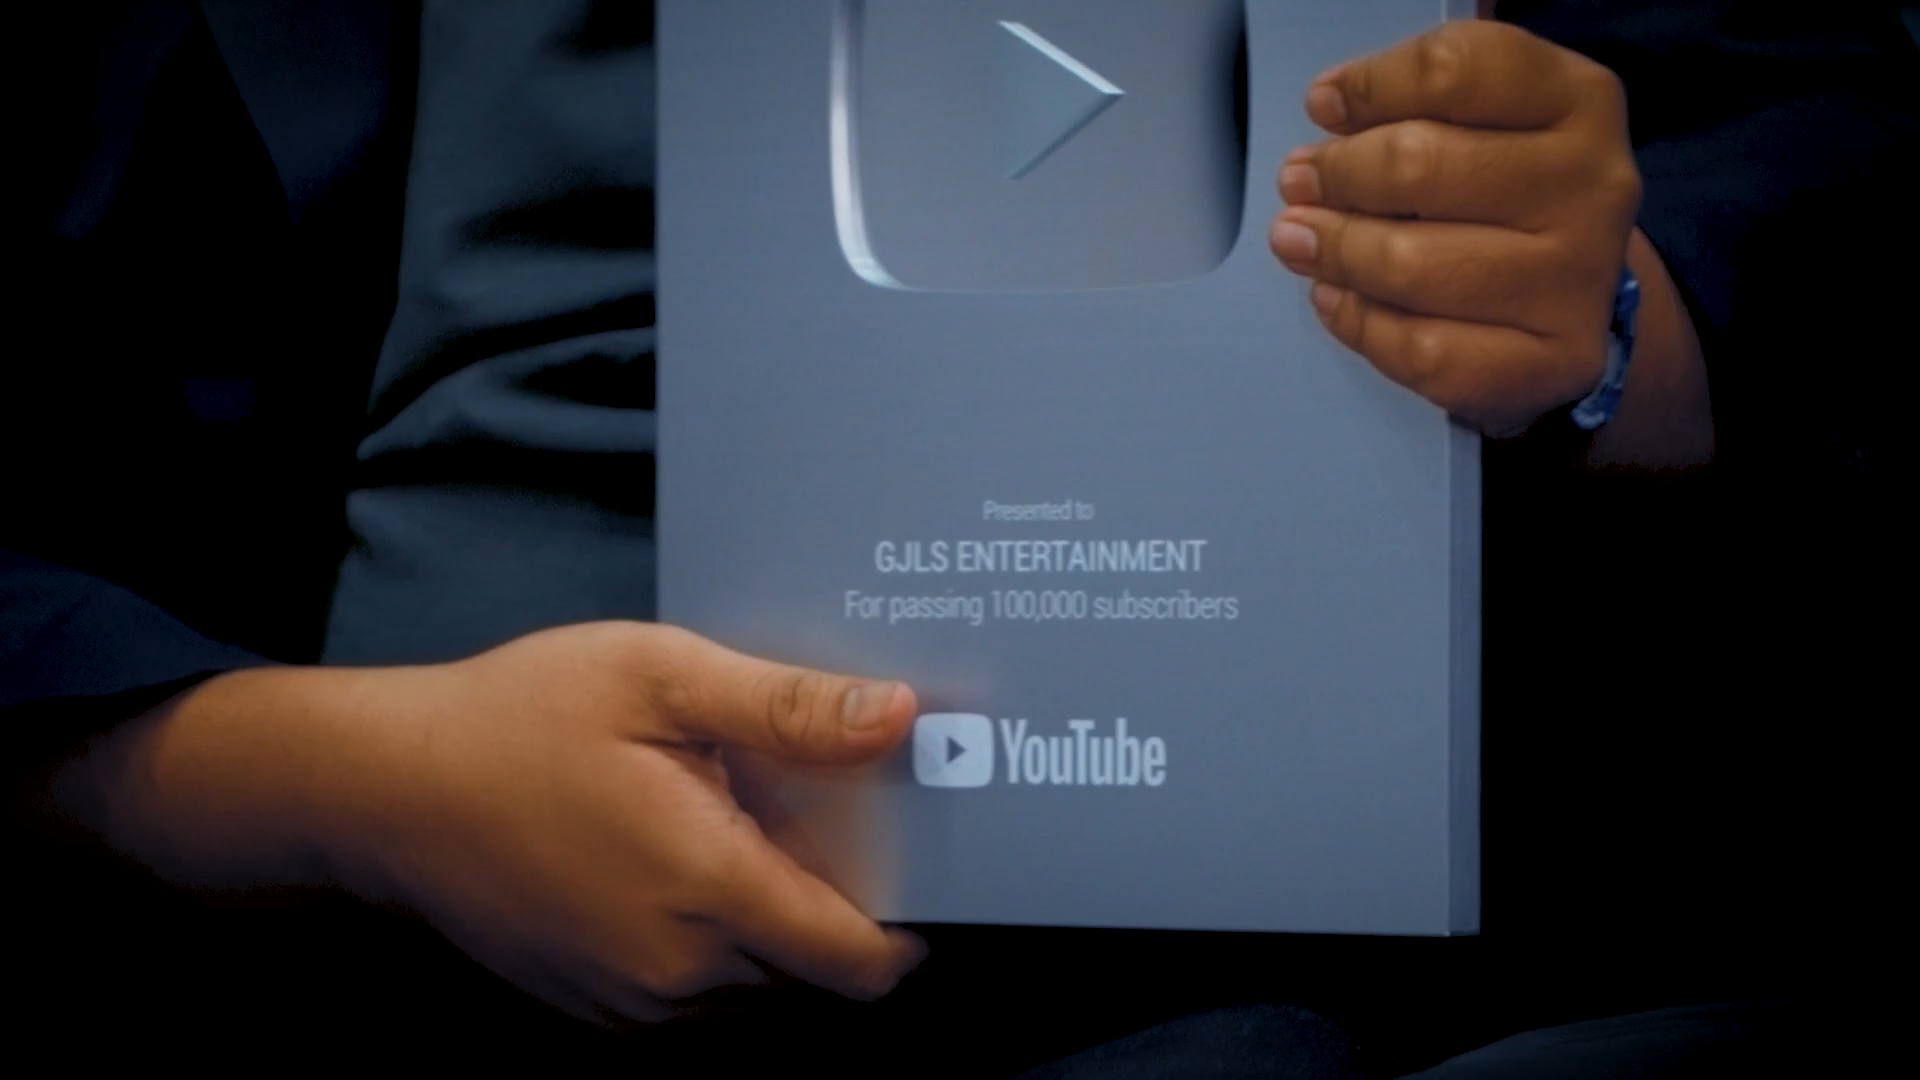 Presented to
GJLS ENTERTAINMENT
For passing 100,000 subscribers
YouTube